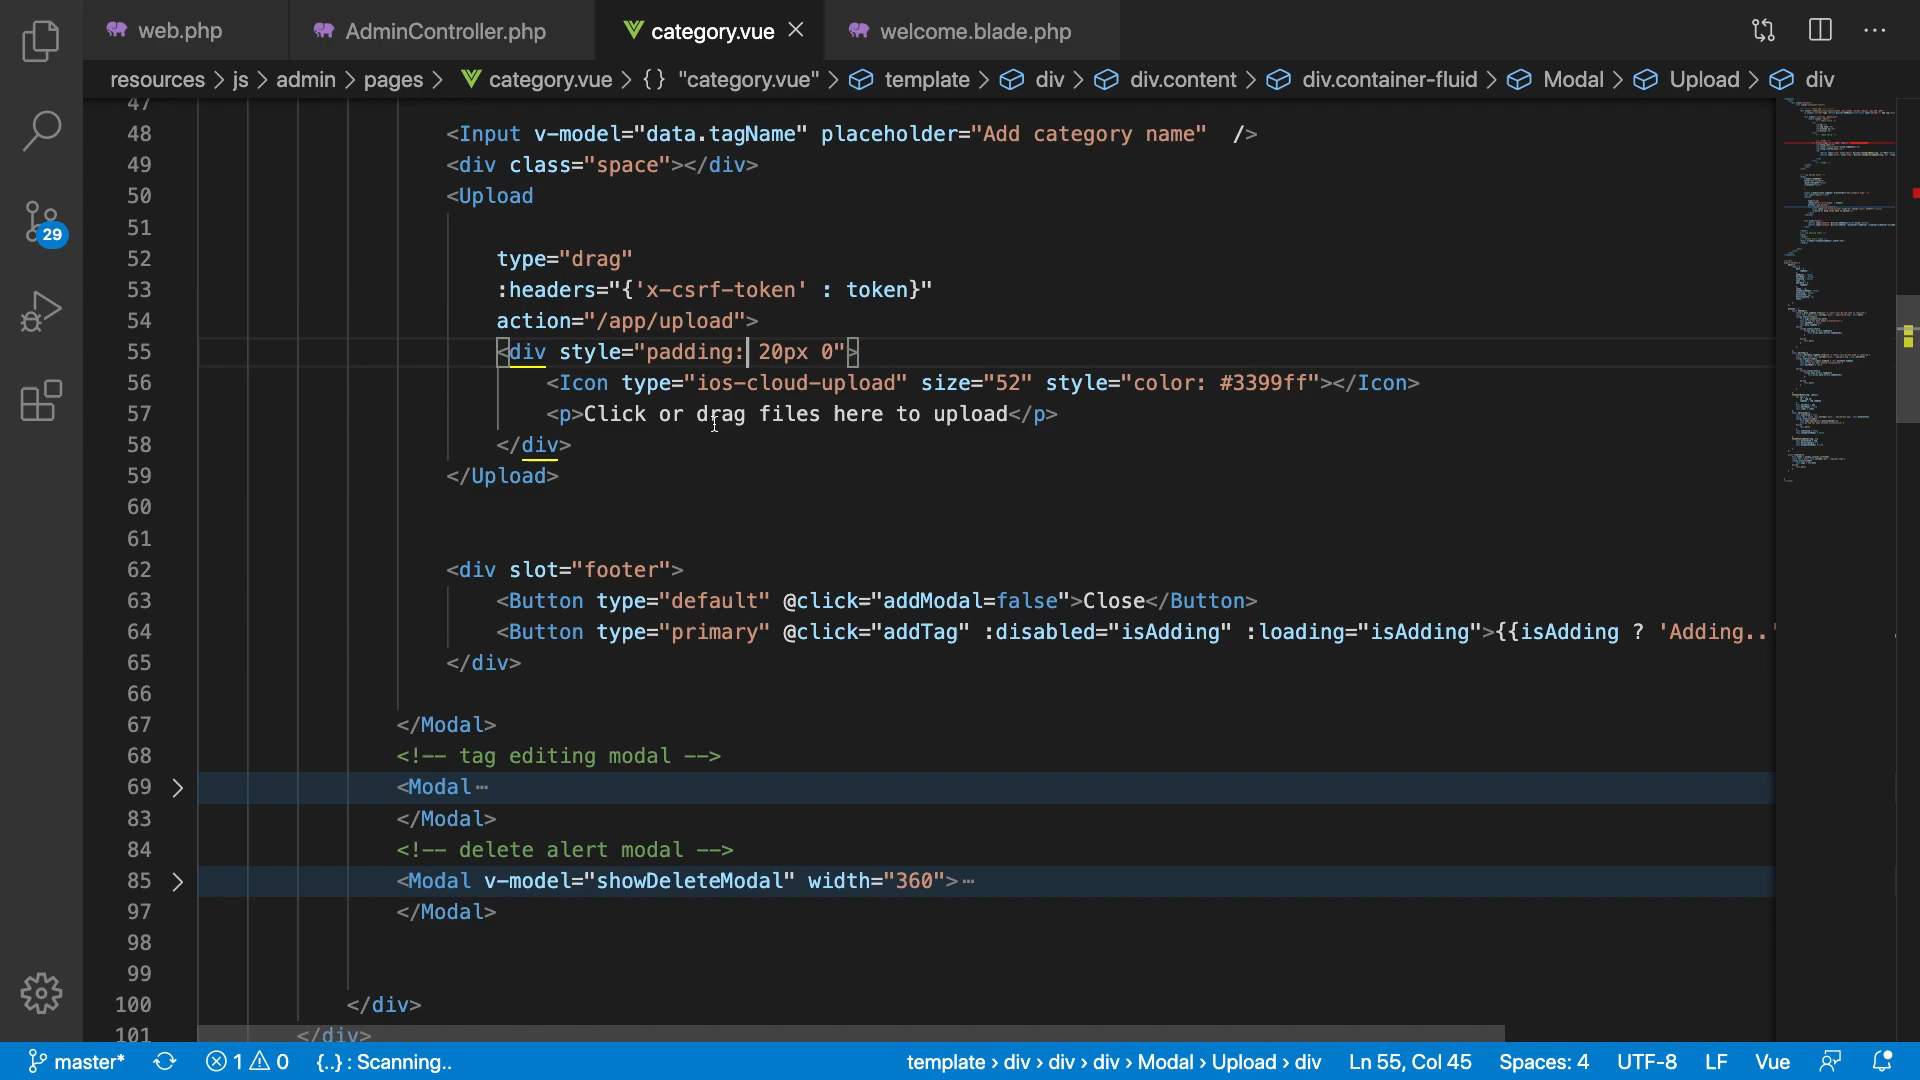 web.php
AdminController.php
category.vue
welcome.blade.php
resources > js > admin > pages > category.vue > {} "category.vue" > template > div > div.content > div.container-fluid > Modal > Upload > div
47
48 <Input v-model="data.tagName" placeholder="Add category name" />
49 <div class="space"></div>
50 <Upload
51
52 type="drag"
53 :headers="{'x-csrf-token' : token}"
54 action="/app/upload">
55 <div style="padding: 20px 0">
56 <Icon type="ios-cloud-upload" size="52" style="color: #3399ff"></Icon>
57 <p>Click or drag files here to upload</p>
58 </div>
59 </Upload>
60
61
62 <div slot="footer">
63 <Button type="default" @click="addModal=false">Close</Button>
64 <Button type="primary" @click="addTag" :disabled="isAdding" :loading="isAdding">{{isAdding ? 'Adding..'
65 </div>
66
67 </Modal>
68 <!-- tag editing modal -->
69 <Modal…
83 </Modal>
84 <!-- delete alert modal -->
85 <Modal v-model="showDeleteModal" width="360">…
97 </Modal>
98
99
100 </div>
101 </div>
29
master* 1 0 {..} : Scanning.. template > div > div > div > Modal > Upload > div Ln 55, Col 45 Spaces: 4 UTF-8 LF Vue